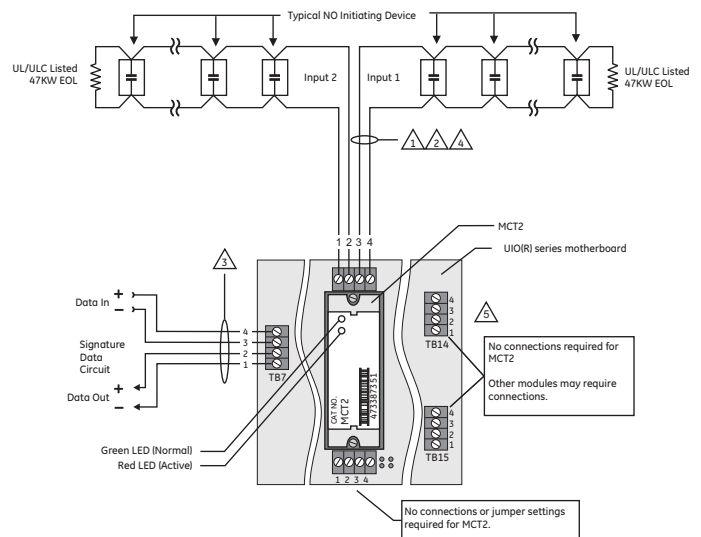 Typical NO Initiating Device
UL/ULC Listed
47KW EOL
Input 2
Input 1
UL/ULC Listed
47KW EOL
1 2 4
MCT2
UIO(R) series motherboard
1 2 3 4
3
Data In
+
−
Signature
Data
Circuit
Data Out
+
−
4
3
2
1
TB7
CAT NO.
MCT2
473387351
4
3
2
1
TB14
5
No connections required for
MCT2
Other modules may require
connections.
4
3
2
1
TB15
Green LED (Normal)
Red LED (Active)
1 2 3 4
No connections or jumper settings
required for MCT2.